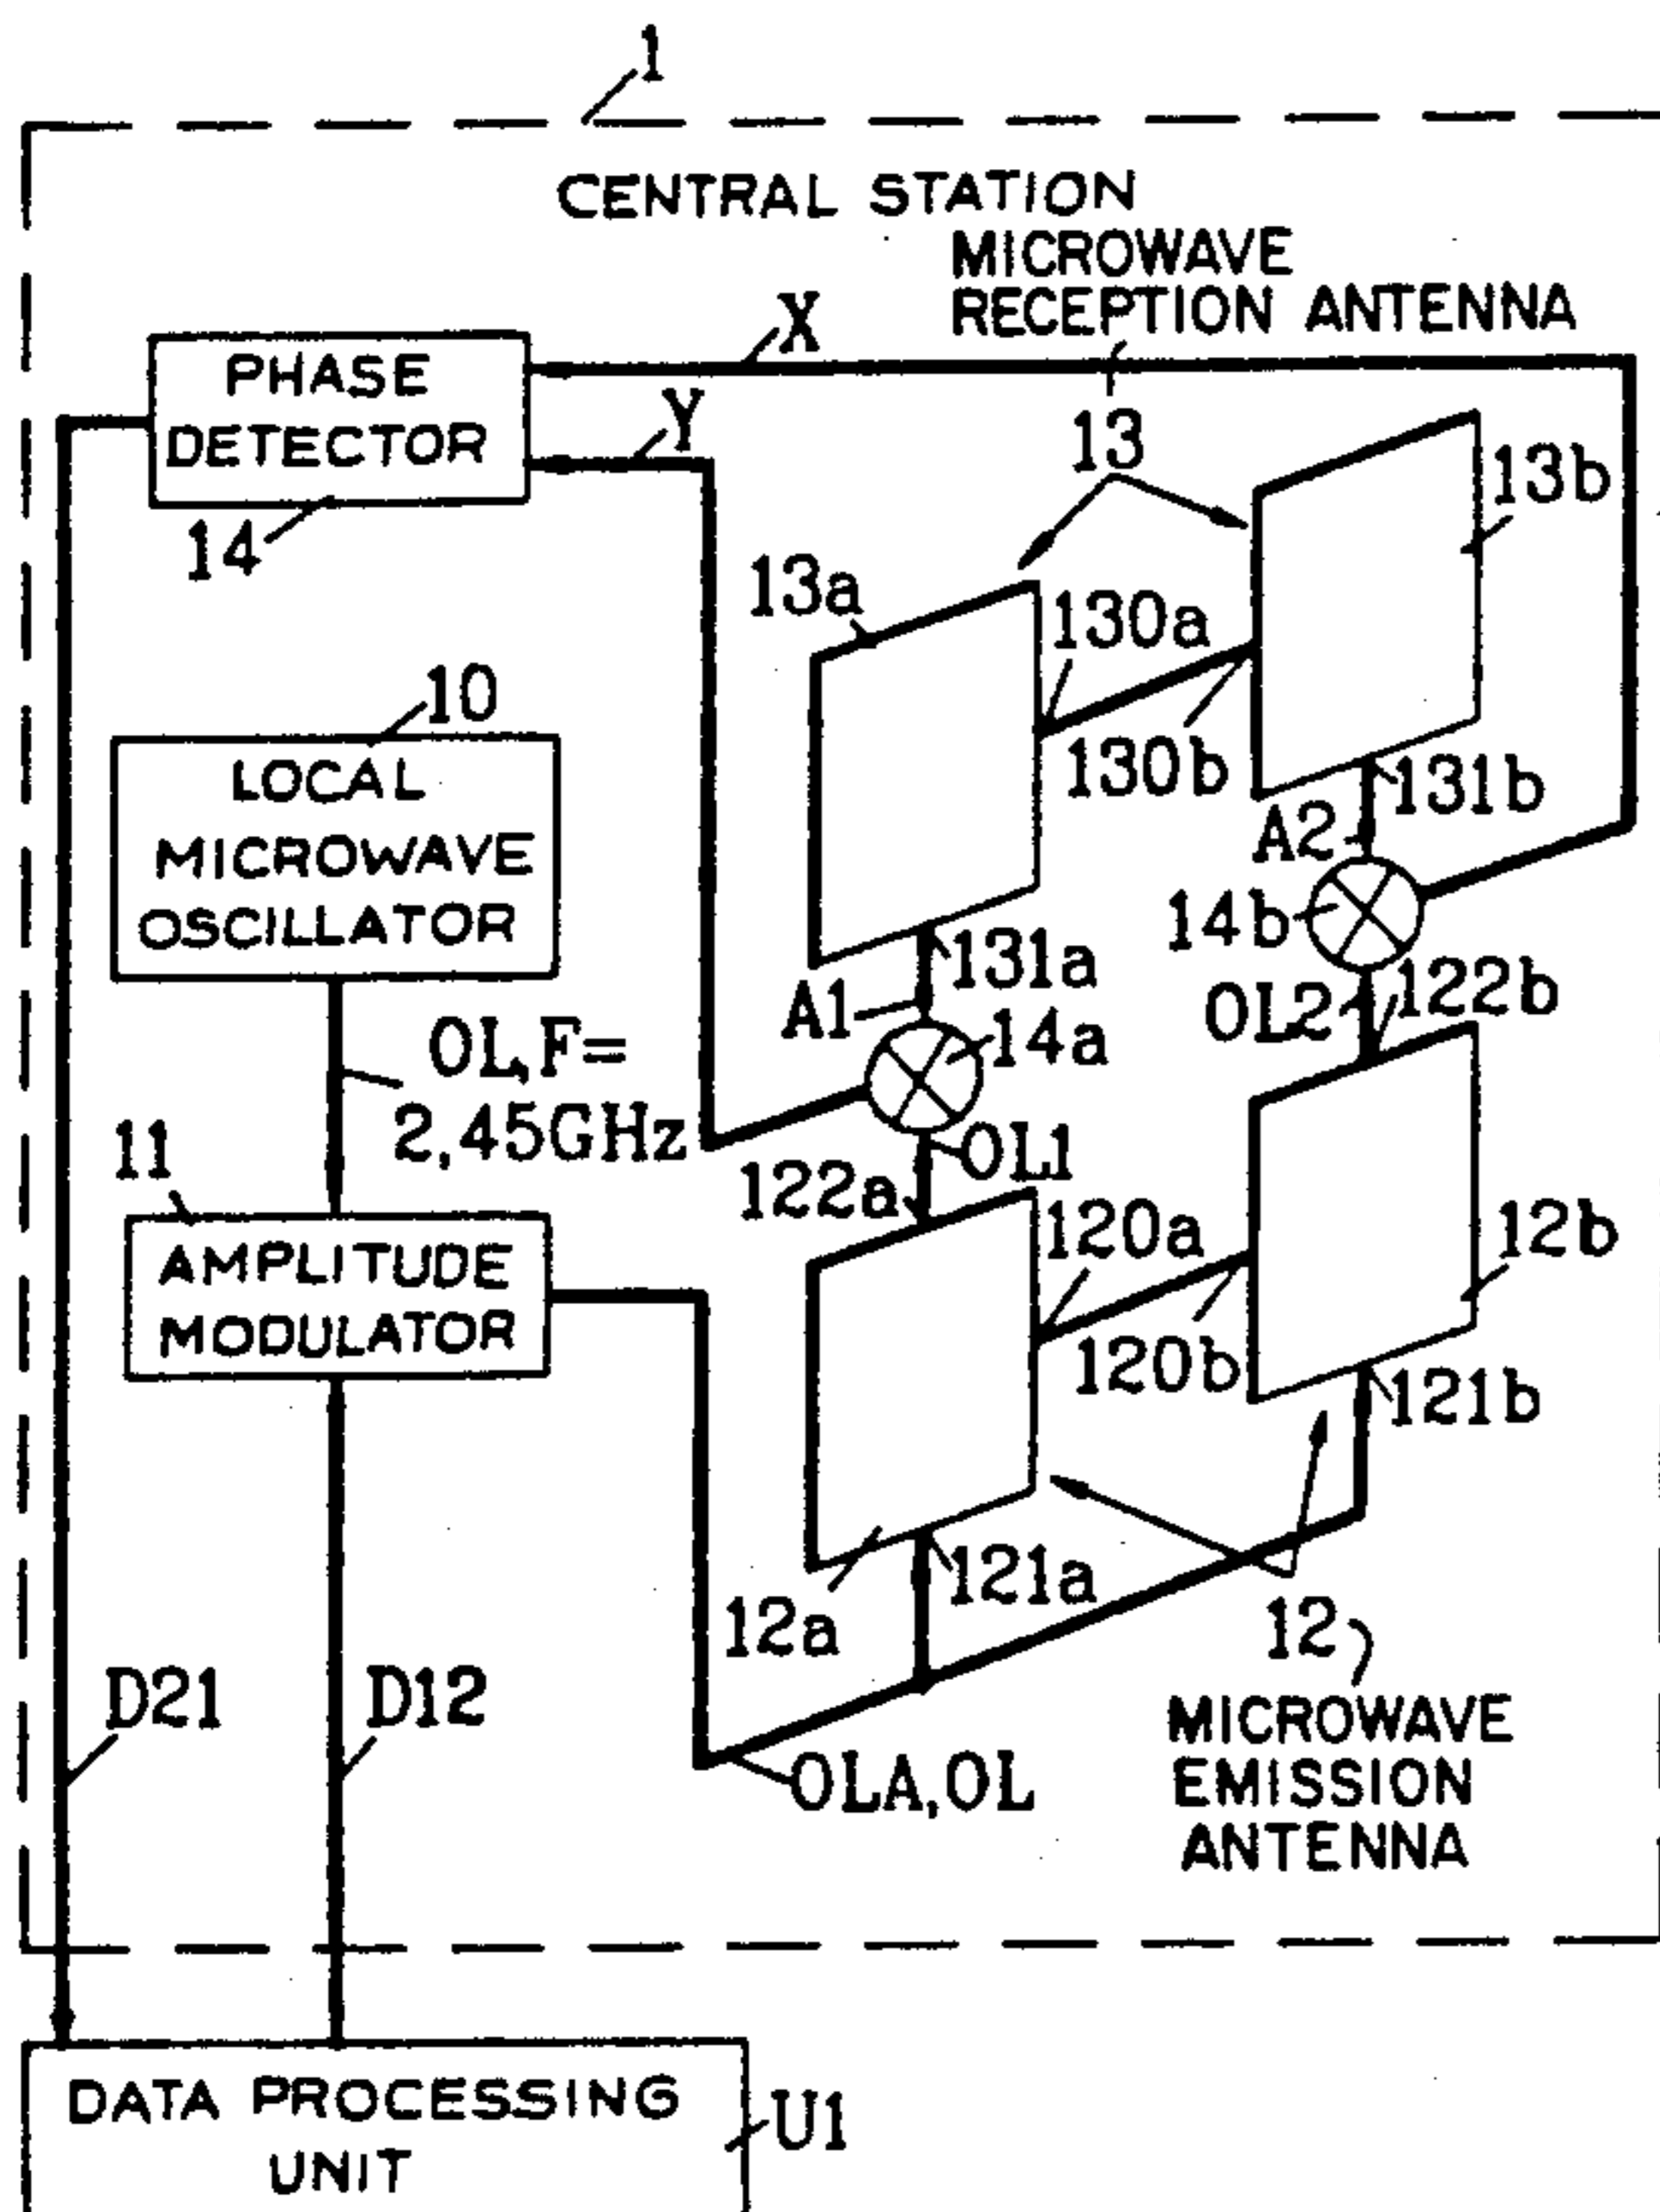 1
CENTRAL STATION
MICROWAVE
RECEPTION ANTENNA
X
PHASE
DETECTOR
Y
13
13b
14
13a
130a
10
130b
131b
LOCAL
MICROWAVE
OSCILLATOR
A2
14b
131a
A1
14a
OL2
122b
OL,F=
2,45GHz
11
OL1
122a
120a
12b
AMPLITUDE
MODULATOR
120b
121b
121a
12a
12
D21
D12
MICROWAVE
EMISSION
ANTENNA
OLA,OL
DATA PROCESSING
UNIT
U1